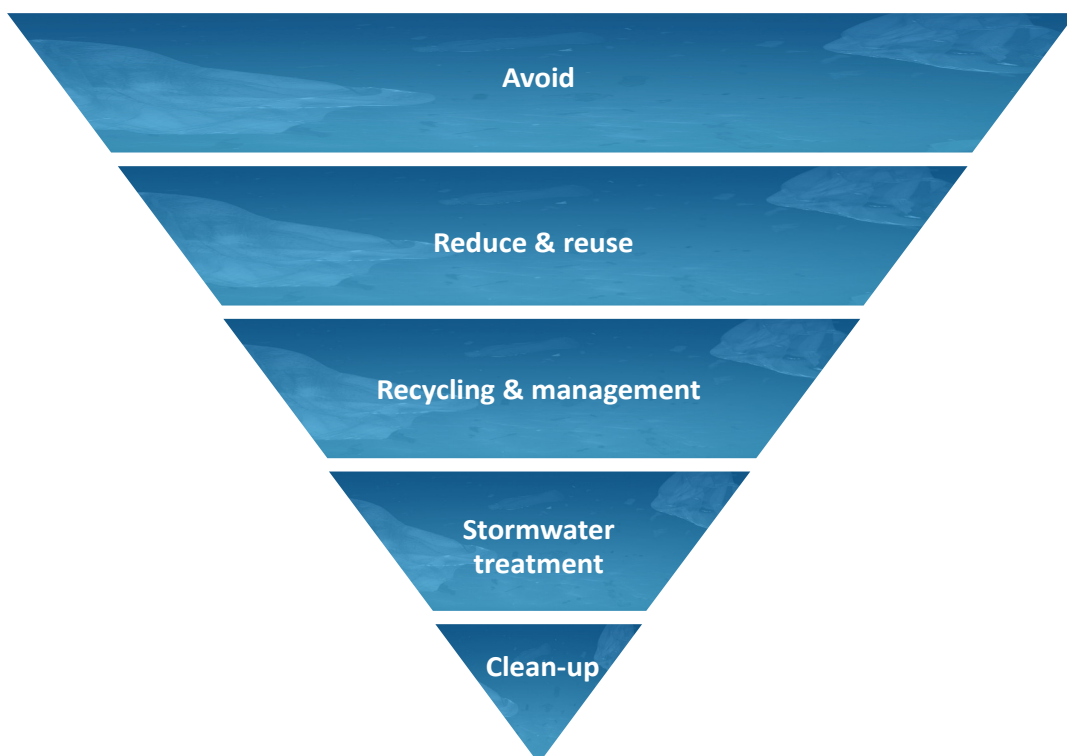 Avoid
Reduce & reuse
Recycling & management
Stormwater
treatment
Clean-up